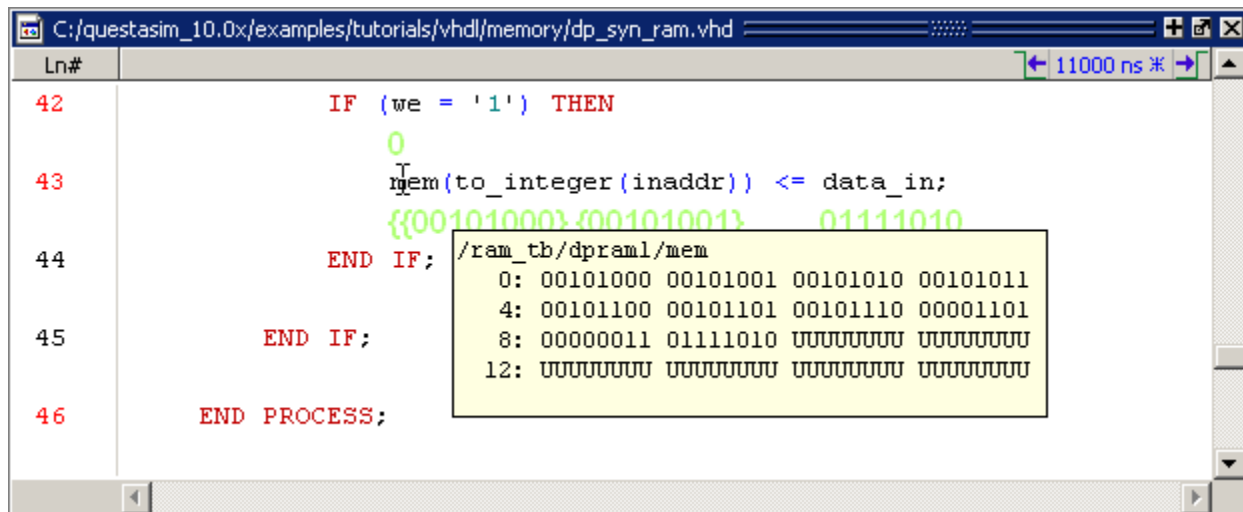 C:/questasim_10.0x/examples/tutorials/vhdl/memory/dp_syn_ram.vhd
Ln# 11000 ns
42 IF (we = '1') THEN
0
43 mem(to_integer(inaddr)) <= data_in;
{{00101000} {00101001} 01111010
44 END IF;
/ram_tb/dpram1/mem
0: 00101000 00101001 00101010 00101011
4: 00101100 00101101 00101110 00001101
8: 00000011 01111010 UUUUUUUU UUUUUUUU
12: UUUUUUUU UUUUUUUU UUUUUUUU UUUUUUUU
45 END IF;
46 END PROCESS;